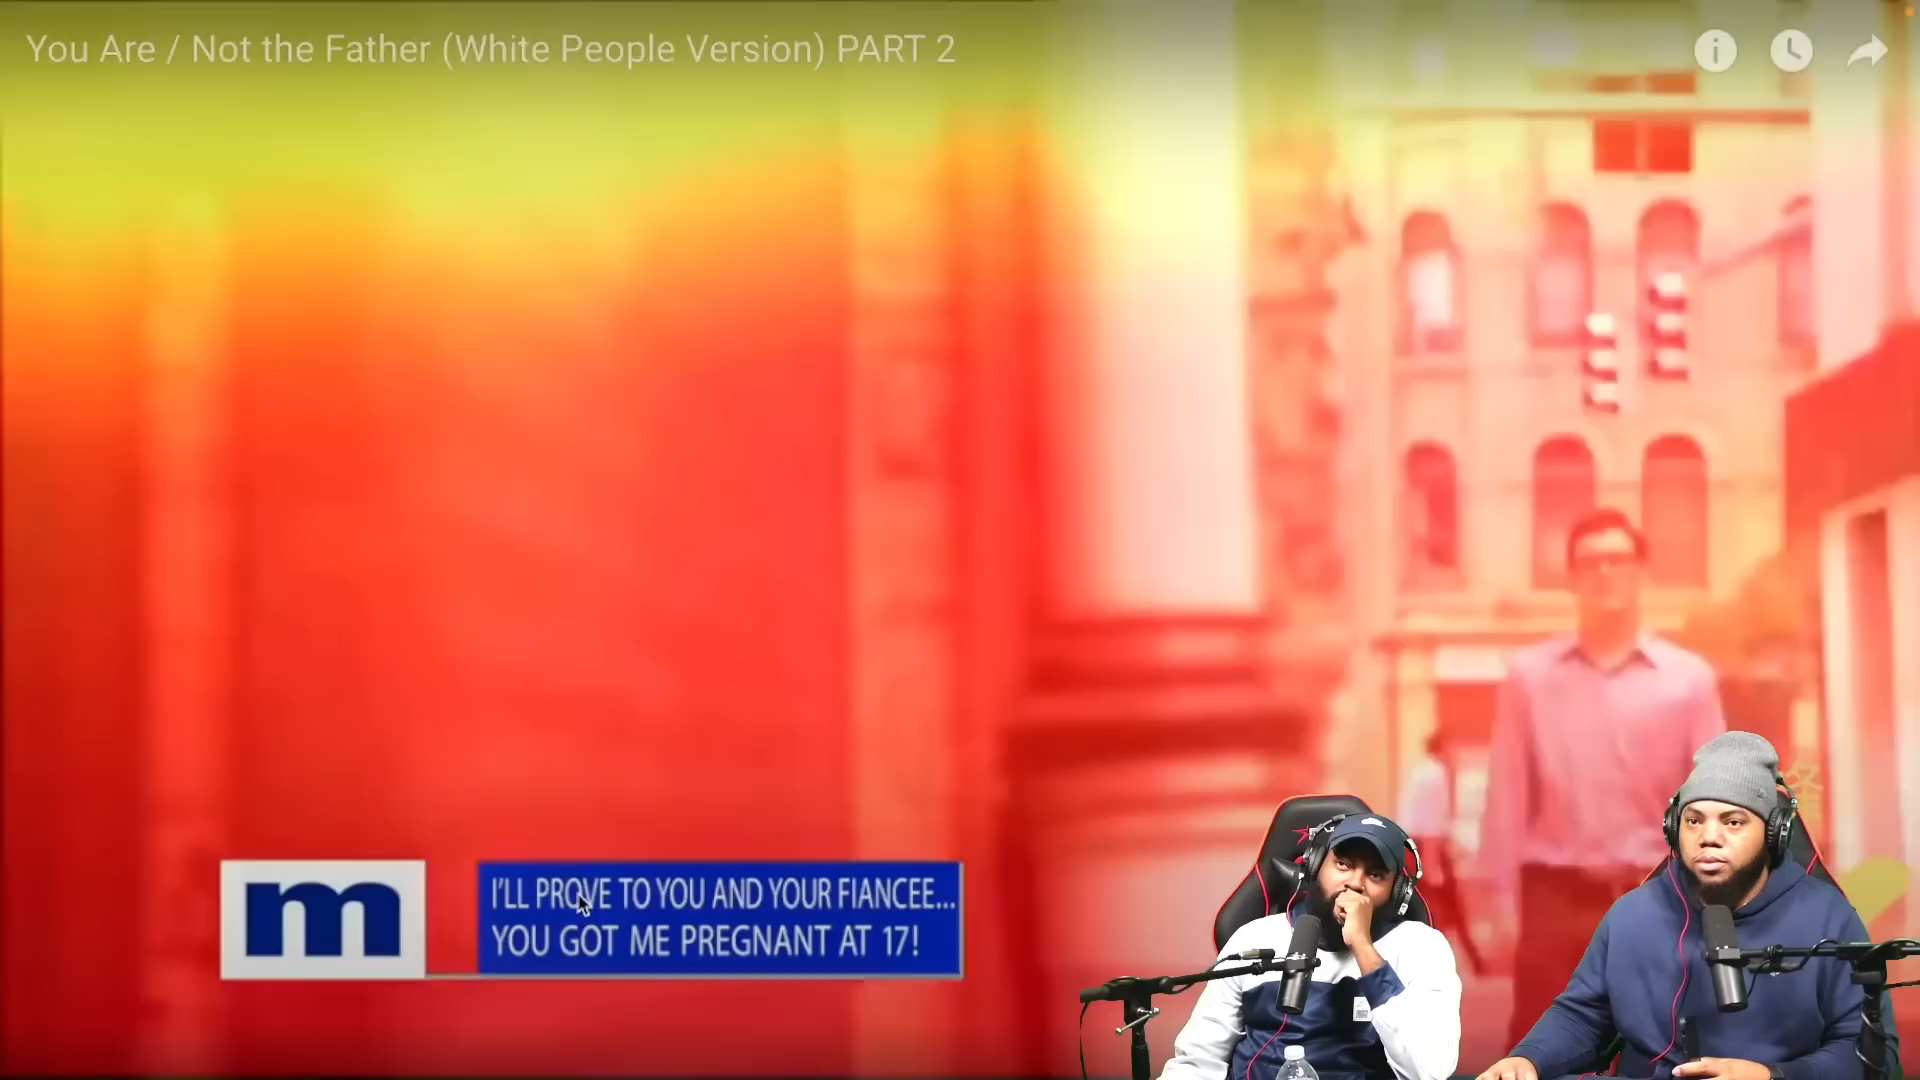 You Are / Not the Father (White People Version) PART 2
m
I'LL PROVE TO YOU AND YOUR FIANCEE...
YOU GOT ME PREGNANT AT 17!